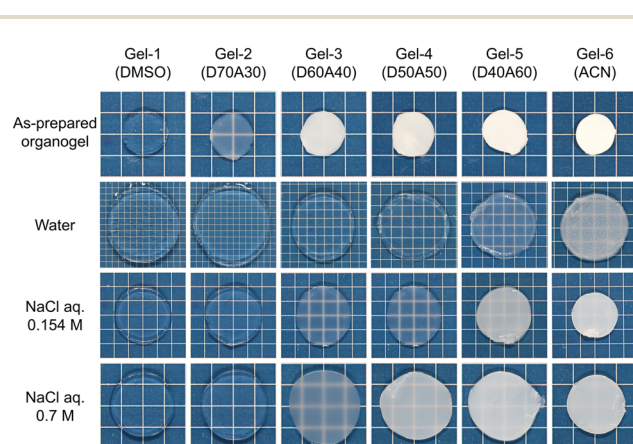 Gel-1 Gel-2 Gel-3 Gel-4 Gel-5 Gel-6
(DMSO) (D70A30) (D60A40) (D50A50) (D40A60) (ACN)
As-prepared
organogel
Water
NaCl aq.
0.154 M
NaCl aq.
0.7 M